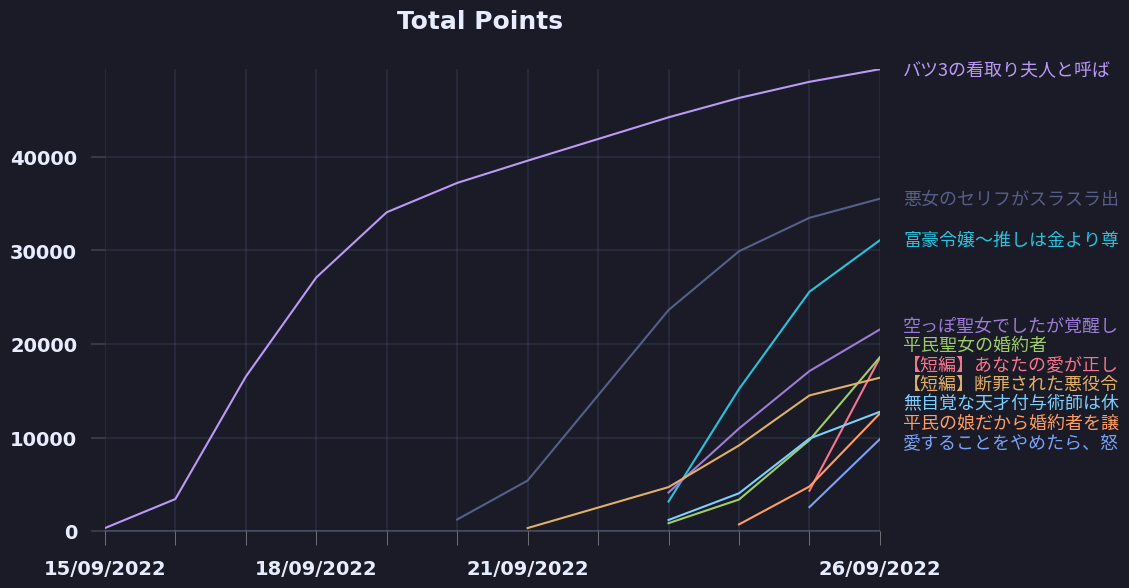 Total Points
バツ3の看取り夫人と呼ば
40000
悪女のセリフがスラスラ出
富豪令嬢〜推しは金より尊
30000
空っぽ聖女でしたが覚醒し
20000
平民聖女の婚約者
【短編】あなたの愛が正し
【短編】断罪された悪役令
無自覚な天才付与術師は休
平民の娘だから婚約者を譲
10000
愛することをやめたら、怒
0
15/09/2022 18/09/2022 21/09/2022 26/09/2022